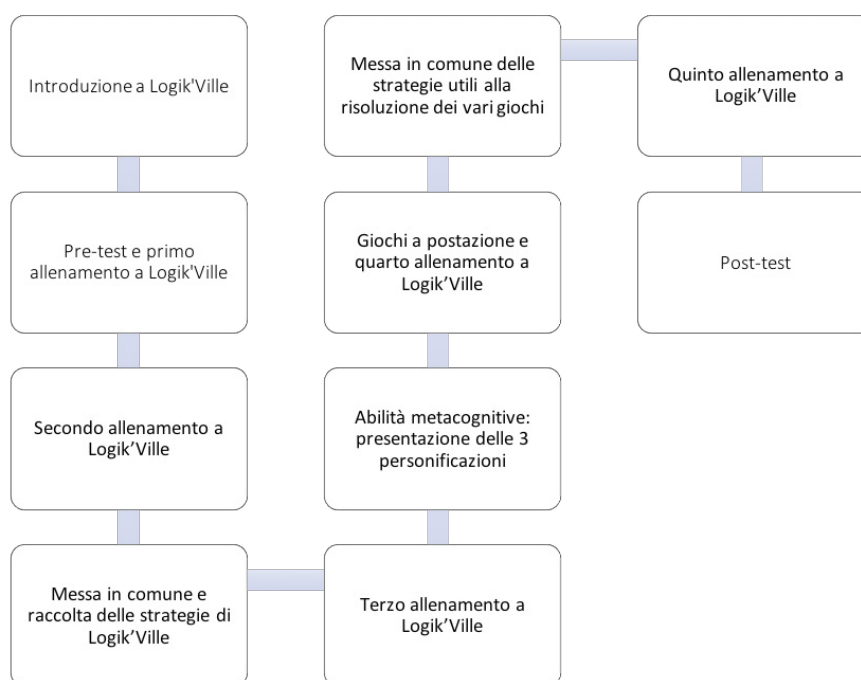 Introduzione a Logik'Ville
Pre-test e primo
allenamento a Logik'Ville
Secondo allenamento a
Logik’Ville
Messa in comune e
raccolta delle strategie di
Logik’Ville
Terzo allenamento a
Logik’Ville
Abilità metacognitive:
presentazione delle 3
personificazioni
Giochi a postazione e
quarto allenamento a
Logik’Ville
Messa in comune delle
strategie utili alla
risoluzione dei vari giochi
Quinto allenamento a
Logik’Ville
Post-test